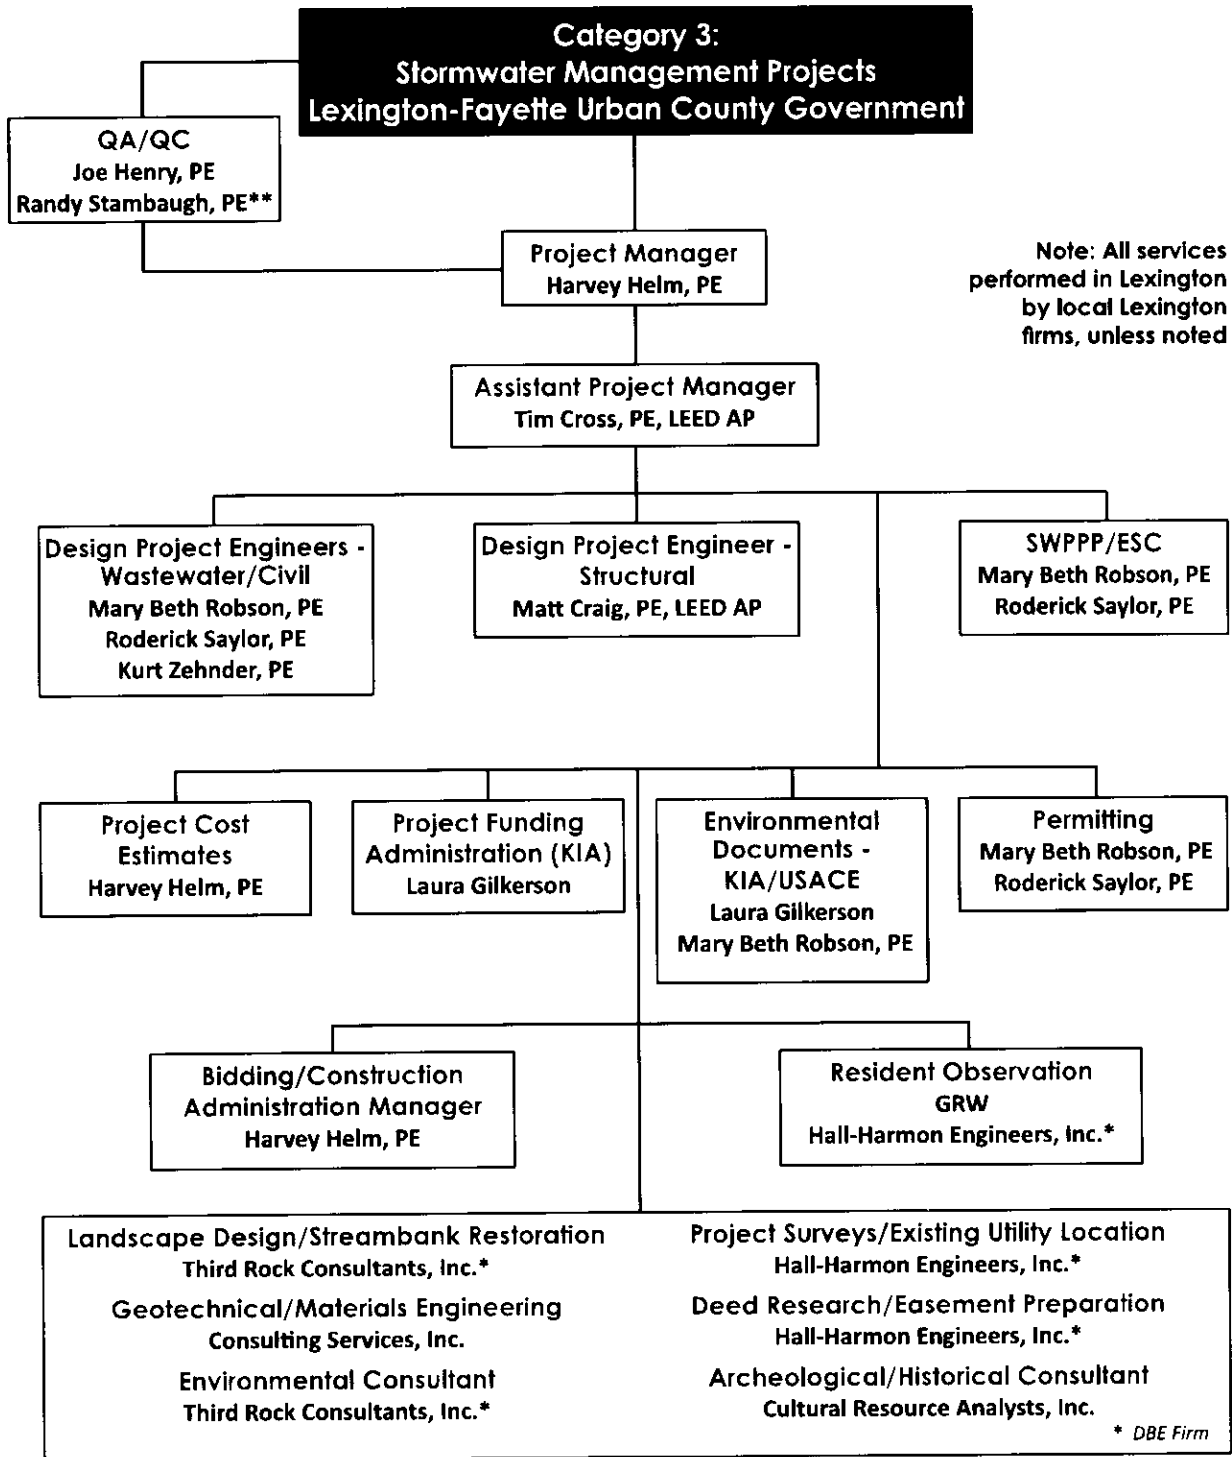 Category 3:
Stormwater Management Projects
Lexington-Fayette Urban County Government
QA/QC
Joe Henry, PE
Randy Stambaugh, PE**
Project Manager
Harvey Helm, PE
Note: All services
performed in Lexington
by local Lexington
firms, unless noted
Assistant Project Manager
Tim Cross, PE, LEED AP
Design Project Engineers -
Wastewater/Civil
Mary Beth Robson, PE
Roderick Saylor, PE
Kurt Zehnder, PE
Design Project Engineer -
Structural
Matt Craig, PE, LEED AP
SWPPP/ESC
Mary Beth Robson, PE
Roderick Saylor, PE
Project Cost
Estimates
Harvey Helm, PE
Project Funding
Administration (KIA)
Laura Gilkerson
Environmental
Documents -
KIA/USACE
Laura Gilkerson
Mary Beth Robson, PE
Permitting
Mary Beth Robson, PE
Roderick Saylor, PE
Bidding/Construction
Administration Manager
Harvey Helm, PE
Resident Observation
GRW
Hall-Harmon Engineers, Inc.*
Landscape Design/Streambank Restoration
Third Rock Consultants, Inc.*
Geotechnical/Materials Engineering
Consulting Services, Inc.
Environmental Consultant
Third Rock Consultants, Inc.*
Project Surveys/Existing Utility Location
Hall-Harmon Engineers, Inc.*
Deed Research/Easement Preparation
Hall-Harmon Engineers, Inc.*
Archeological/Historical Consultant
Cultural Resource Analysts, Inc.
* DBE Firm